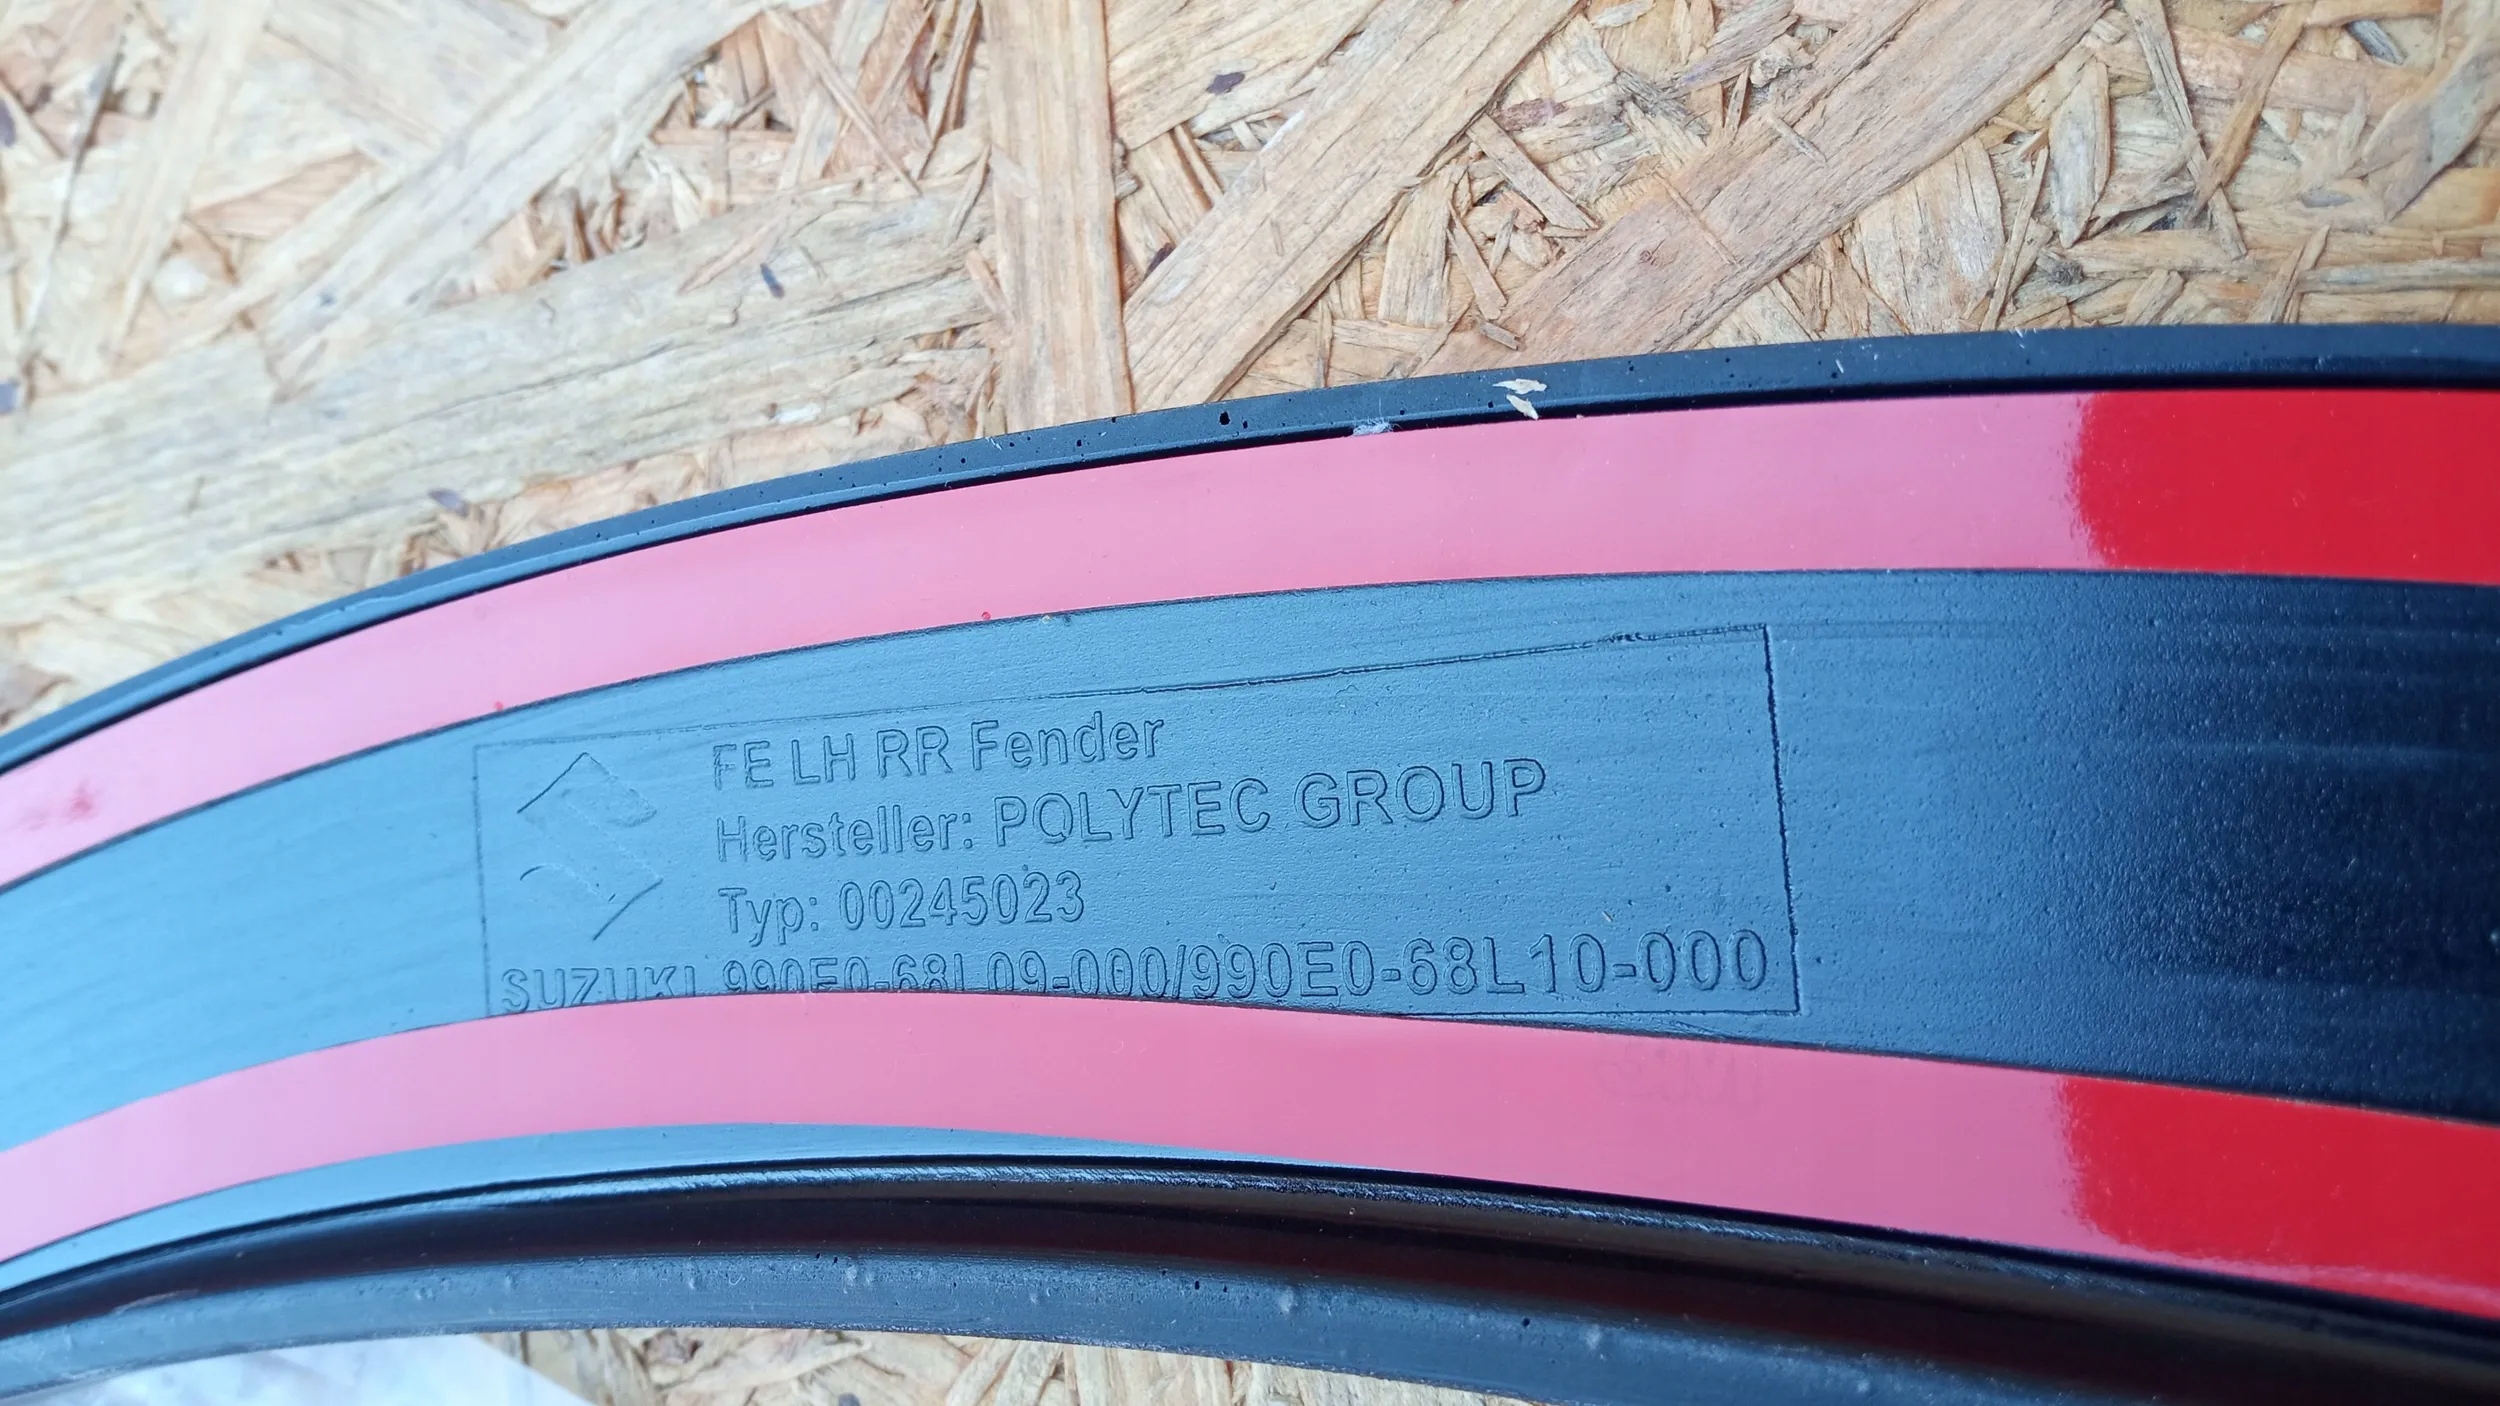 FE LH RR Fender
Hersteller: POLYTEC GROUP
Typ: 00245023
SUZUKI 990E0-68L09-000/990E0-68L10-000